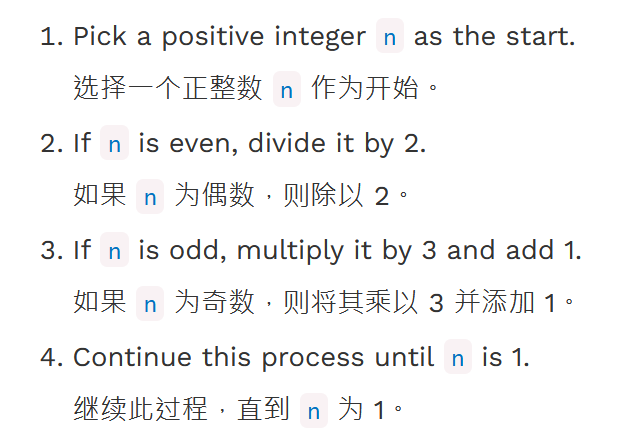 1. Pick a positive integer n as the start.
选择一个正整数 n 作为开始。
2. If n is even, divide it by 2.
如果 n 为偶数，则除以 2。
3. If n is odd, multiply it by 3 and add 1.
如果 n 为奇数，则将其乘以 3 并添加 1。
4. Continue this process until n is 1.
继续此过程，直到 n 为 1。